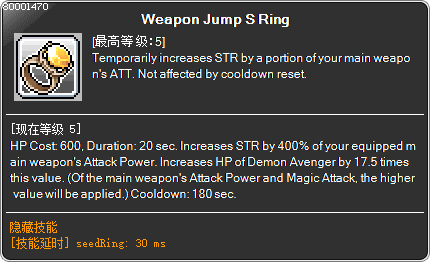 80001470
Weapon Jump S Ring
[最高等级:5]
Temporarily increases STR by a portion of your main weapo
n's ATT. Not affected by cooldown reset.
[现在等级 5]
HP Cost: 600, Duration: 20 sec. Increases STR by 400% of your equipped m
ain weapon's Attack Power. Increases HP of Demon Avenger by 17.5 times
this value. (Of the main weapon's Attack Power and Magic Attack, the higher
value will be applied.) Cooldown: 180 sec.
隐藏技能
[技能延时] seedRing: 30 ms